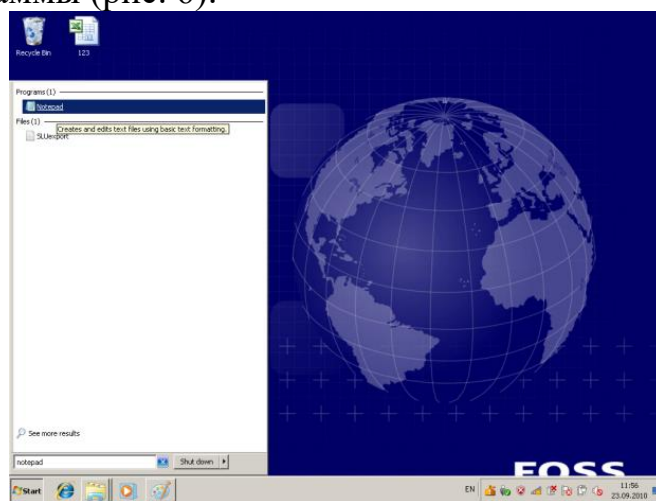 аммы (рис. 6).
Recycle Bin
123
Programs (1)
Notepad
Files (1)
Creates and edits text files using basic text formatting.
SLUexport
See more results
notepad
Shut down
FOSS
Start
EN
11:56
23.09.2010